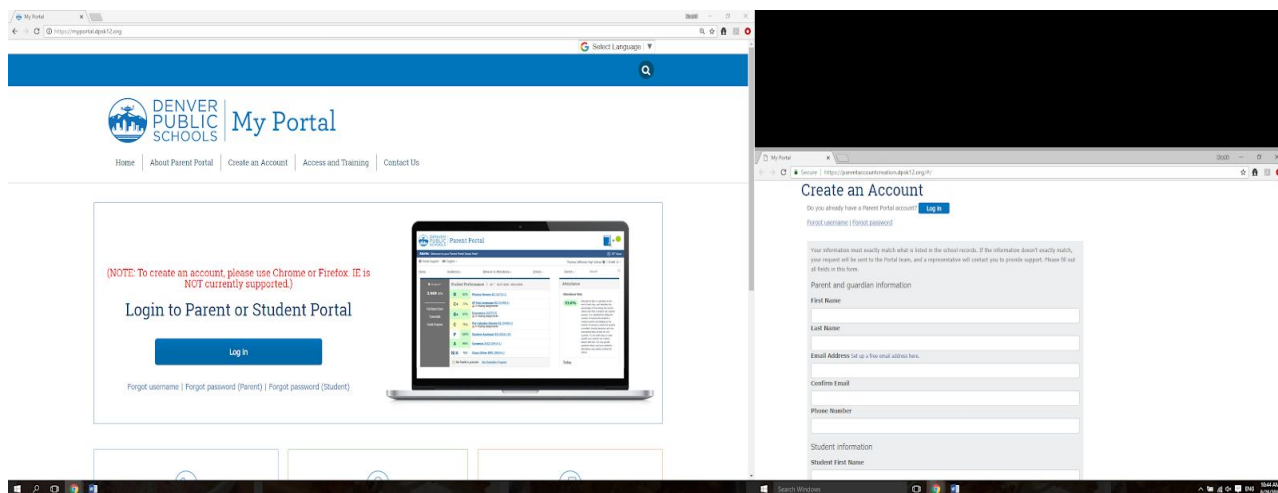 My Portal
https://myportal.dpsk12.org
Select Language ▼
DENVER
PUBLIC
SCHOOLS
My Portal
Home
About Parent Portal
Create an Account
Access and Training
Contact Us
(NOTE: To create an account, please use Chrome or Firefox. IE is
NOT currently supported.)
Login to Parent or Student Portal
Log In
Forgot username | Forgot password (Parent) | Forgot password (Student)
Parent Portal
Student Performance
Attendance
Today
My Portal
Secure | https://parentaccountcreation.dpsk12.org/#/
Create an Account
Do you already have a Parent Portal account? Log In
Forgot username | Forgot password
Your information must exactly match what is listed in the school records. If the information doesn't exactly match,
your request will be sent to the Portal team, and a representative will contact you to provide support. Please fill out
all fields in this form.
Parent and guardian information
First Name
Last Name
Email Address Set up a free email address here.
Confirm Email
Phone Number
Student information
Student First Name
Search Windows
10:44 AM